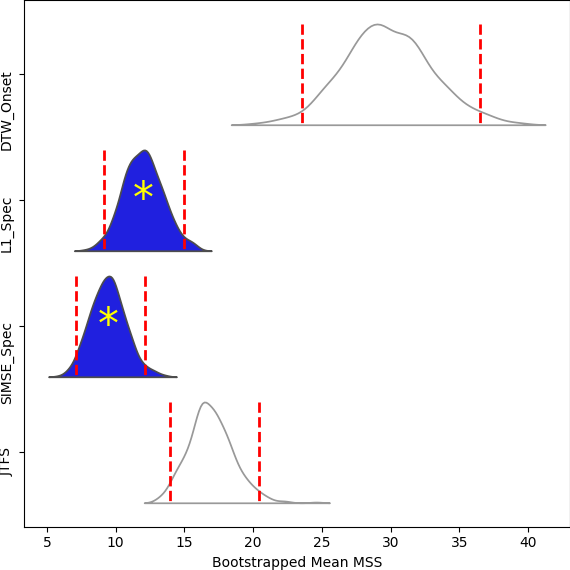 DTW_Onset
L1_Spec
SIMSE_Spec
JTFS
5 10 15 20 25 30 35 40
Bootstrapped Mean MSS